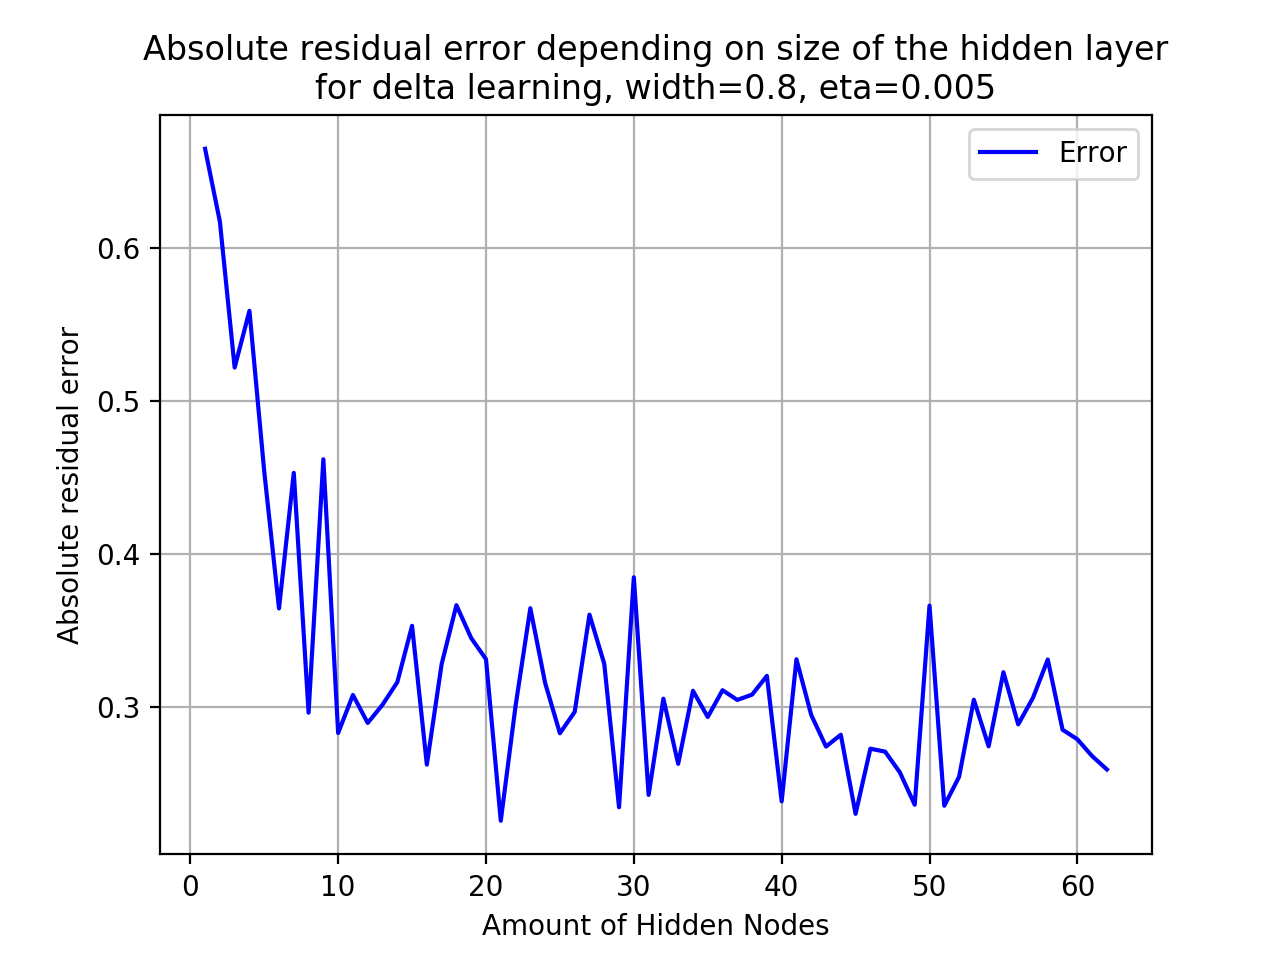 Absolute residual error depending on size of the hidden layer
for delta learning, width=0.8, eta=0.005
Error
Absolute residual error
0.6
0.5
0.4
0.3
0 10 20 30 40 50 60
Amount of Hidden Nodes